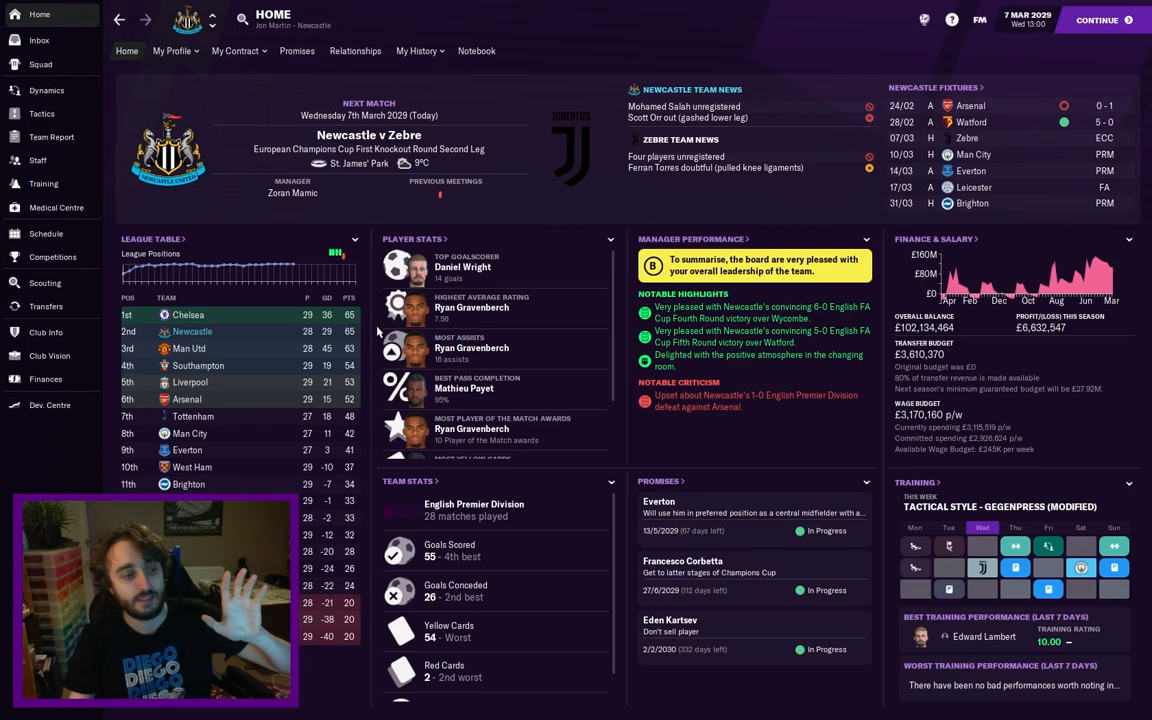 Home
Inbox
Squad
Dynamics
Tactics
Team Report
Staff
Training
Medical Centre
Schedule
Competitions
Scouting
Transfers
Club Info
Club Vision
Finances
Dev. Centre
HOME
Jon Martin - Newcastle
?
FM
7 MAR 2029
Wed 13:00
CONTINUE
Home
My Profile
My Contract
Promises
Relationships
My History
Notebook
NEXT MATCH
Wednesday 7th March 2029 (Today)
Newcastle v Zebre
European Champions Cup First Knockout Round Second Leg
St. James' Park 9°C
MANAGER
Zoran Mamic
PREVIOUS MEETINGS
NEWCASTLE UNITED
JUVENTUS
NEWCASTLE TEAM NEWS
Mohamed Salah unregistered
Scott Orr out (gashed lower leg)
ZEBRE TEAM NEWS
Four players unregistered
Ferran Torres doubtful (pulled knee ligaments)
NEWCASTLE FIXTURES >
24/02 A Arsenal 0 - 1
28/02 A Watford 5 - 0
07/03 H Zebre ECC
10/03 H Man City PRM
14/03 A Everton PRM
17/03 A Leicester FA
31/03 H Brighton PRM
LEAGUE TABLE >
League Positions
POS TEAM P GD PTS
1st Chelsea 29 36 65
2nd Newcastle 28 29 65
3rd Man Utd 28 45 63
4th Southampton 29 19 54
5th Liverpool 29 21 53
6th Arsenal 29 15 52
7th Tottenham 27 18 48
8th Man City 27 11 42
9th Everton 27 3 41
10th West Ham 29 -10 37
11th Brighton 29 -7 34
29 -1 33
28 -2 33
29 -12 32
28 -20 28
29 -24 26
28 -22 24
28 -21 20
29 -38 20
29 -40 20
DIEGO
DIEGO
DIEGO
PLAYER STATS >
TOP GOALSCORER
Daniel Wright
14 goals
HIGHEST AVERAGE RATING
Ryan Gravenberch
7.56
MOST ASSISTS
Ryan Gravenberch
16 assists
BEST PASS COMPLETION
Mathieu Payet
95%
MOST PLAYER OF THE MATCH AWARDS
Ryan Gravenberch
10 Player of the Match awards
MOST YELLOW CARDS
TEAM STATS >
English Premier Division
28 matches played
Goals Scored
55 - 4th best
Goals Conceded
26 - 2nd best
Yellow Cards
54 - Worst
Red Cards
2 - 2nd worst
MANAGER PERFORMANCE >
B
To summarise, the board are very pleased with
your overall leadership of the team.
NOTABLE HIGHLIGHTS
Very pleased with Newcastle's convincing 6-0 English FA
Cup Fourth Round victory over Wycombe.
Very pleased with Newcastle's convincing 5-0 English FA
Cup Fifth Round victory over Watford.
Delighted with the positive atmosphere in the changing
room.
NOTABLE CRITICISM
Upset about Newcastle's 1-0 English Premier Division
defeat against Arsenal.
PROMISES >
Everton
Will use him in preferred position as a central midfielder with a...
13/5/2029 (67 days left) In Progress
Francesco Corbetta
Get to latter stages of Champions Cup
27/6/2029 (112 days left) In Progress
Eden Kartsev
Don't sell player
2/2/2030 (332 days left) In Progress
FINANCE & SALARY >
£160M
£80M
£0
Apr Jun Oct Dec Aug Jun Mar
OVERALL BALANCE
£102,134,464
PROFIT/(LOSS) THIS SEASON
£6,632,547
TRANSFER BUDGET
£3,610,370
Original budget was £0
80% of transfer revenue is made available
Next season's minimum guaranteed budget will be £27.92M.
WAGE BUDGET
£3,170,160 p/w
Currently spending £3,115,519 p/w
Committed spending £2,926,624 p/w
Available Wage Budget: £245K per week
TRAINING >
THIS WEEK
TACTICAL STYLE - GEGENPRESS (MODIFIED)
Mon Tue Wed Thu Fri Sat Sun
BEST TRAINING PERFORMANCE (LAST 7 DAYS)
Edward Lambert
TRAINING RATING
10.00 –
WORST TRAINING PERFORMANCE (LAST 7 DAYS)
There have been no bad performances worth noting in...